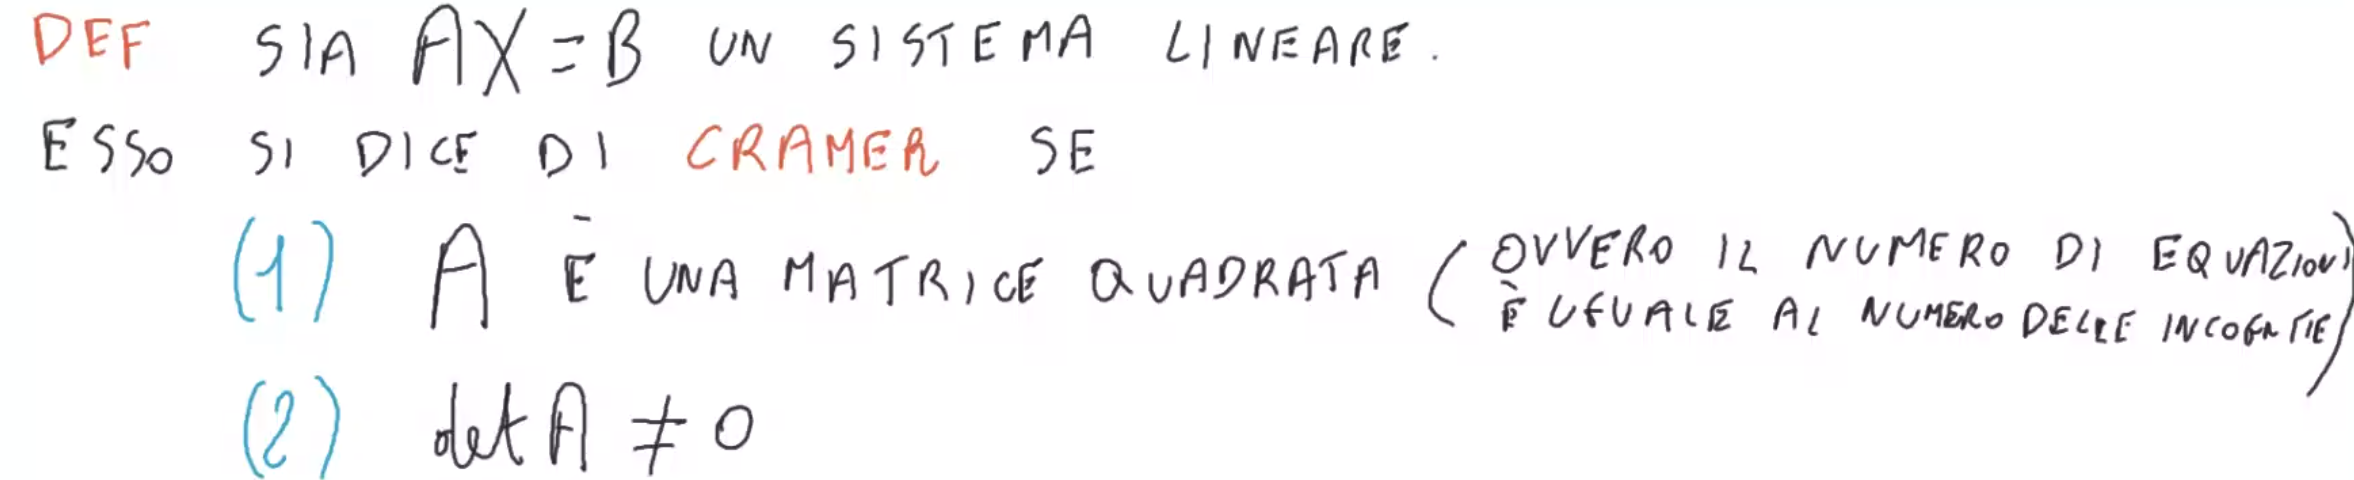 DEF SIA AX = B UN SISTEMA LINEARE.
ESSO SI DICE DI CRAMER SE
(1) A È UNA MATRICE QUADRATA (OVVERO IL NUMERO DI EQUAZIONI
È UGUALE AL NUMERO DELLE INCOGNITE)
(2) det A ≠ 0